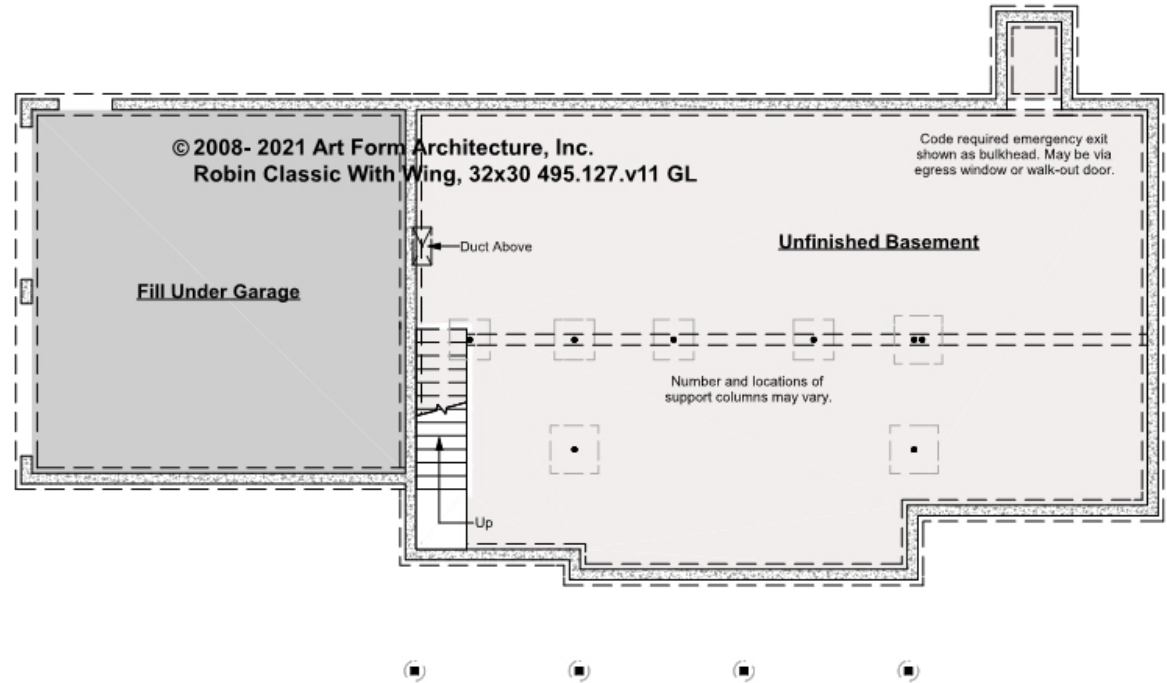 © 2008- 2021 Art Form Architecture, Inc.
Robin Classic With Wing, 32x30 495.127.v11 GL
Code required emergency exit
shown as bulkhead. May be via
egress window or walk-out door.
Duct Above
Unfinished Basement
Fill Under Garage
Number and locations of
support columns may vary.
Up